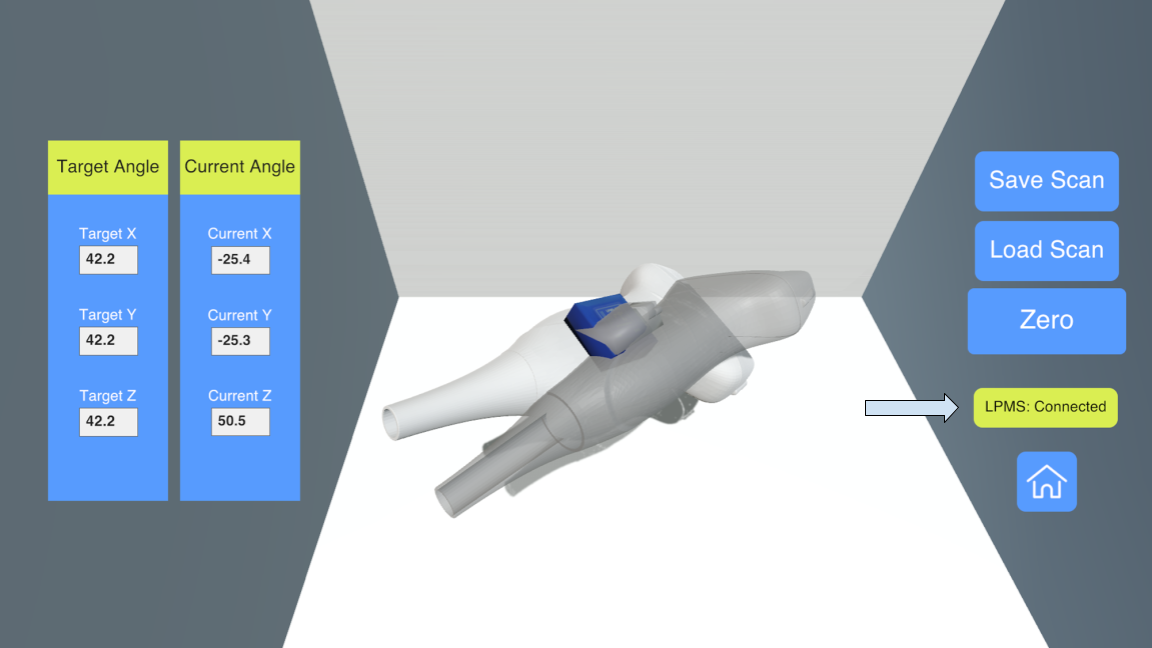 Target Angle
Current Angle
Target X
42.2
Current X
-25.4
Target Y
42.2
Current Y
-25.3
Target Z
42.2
Current Z
50.5
Save Scan
Load Scan
Zero
LPMS: Connected